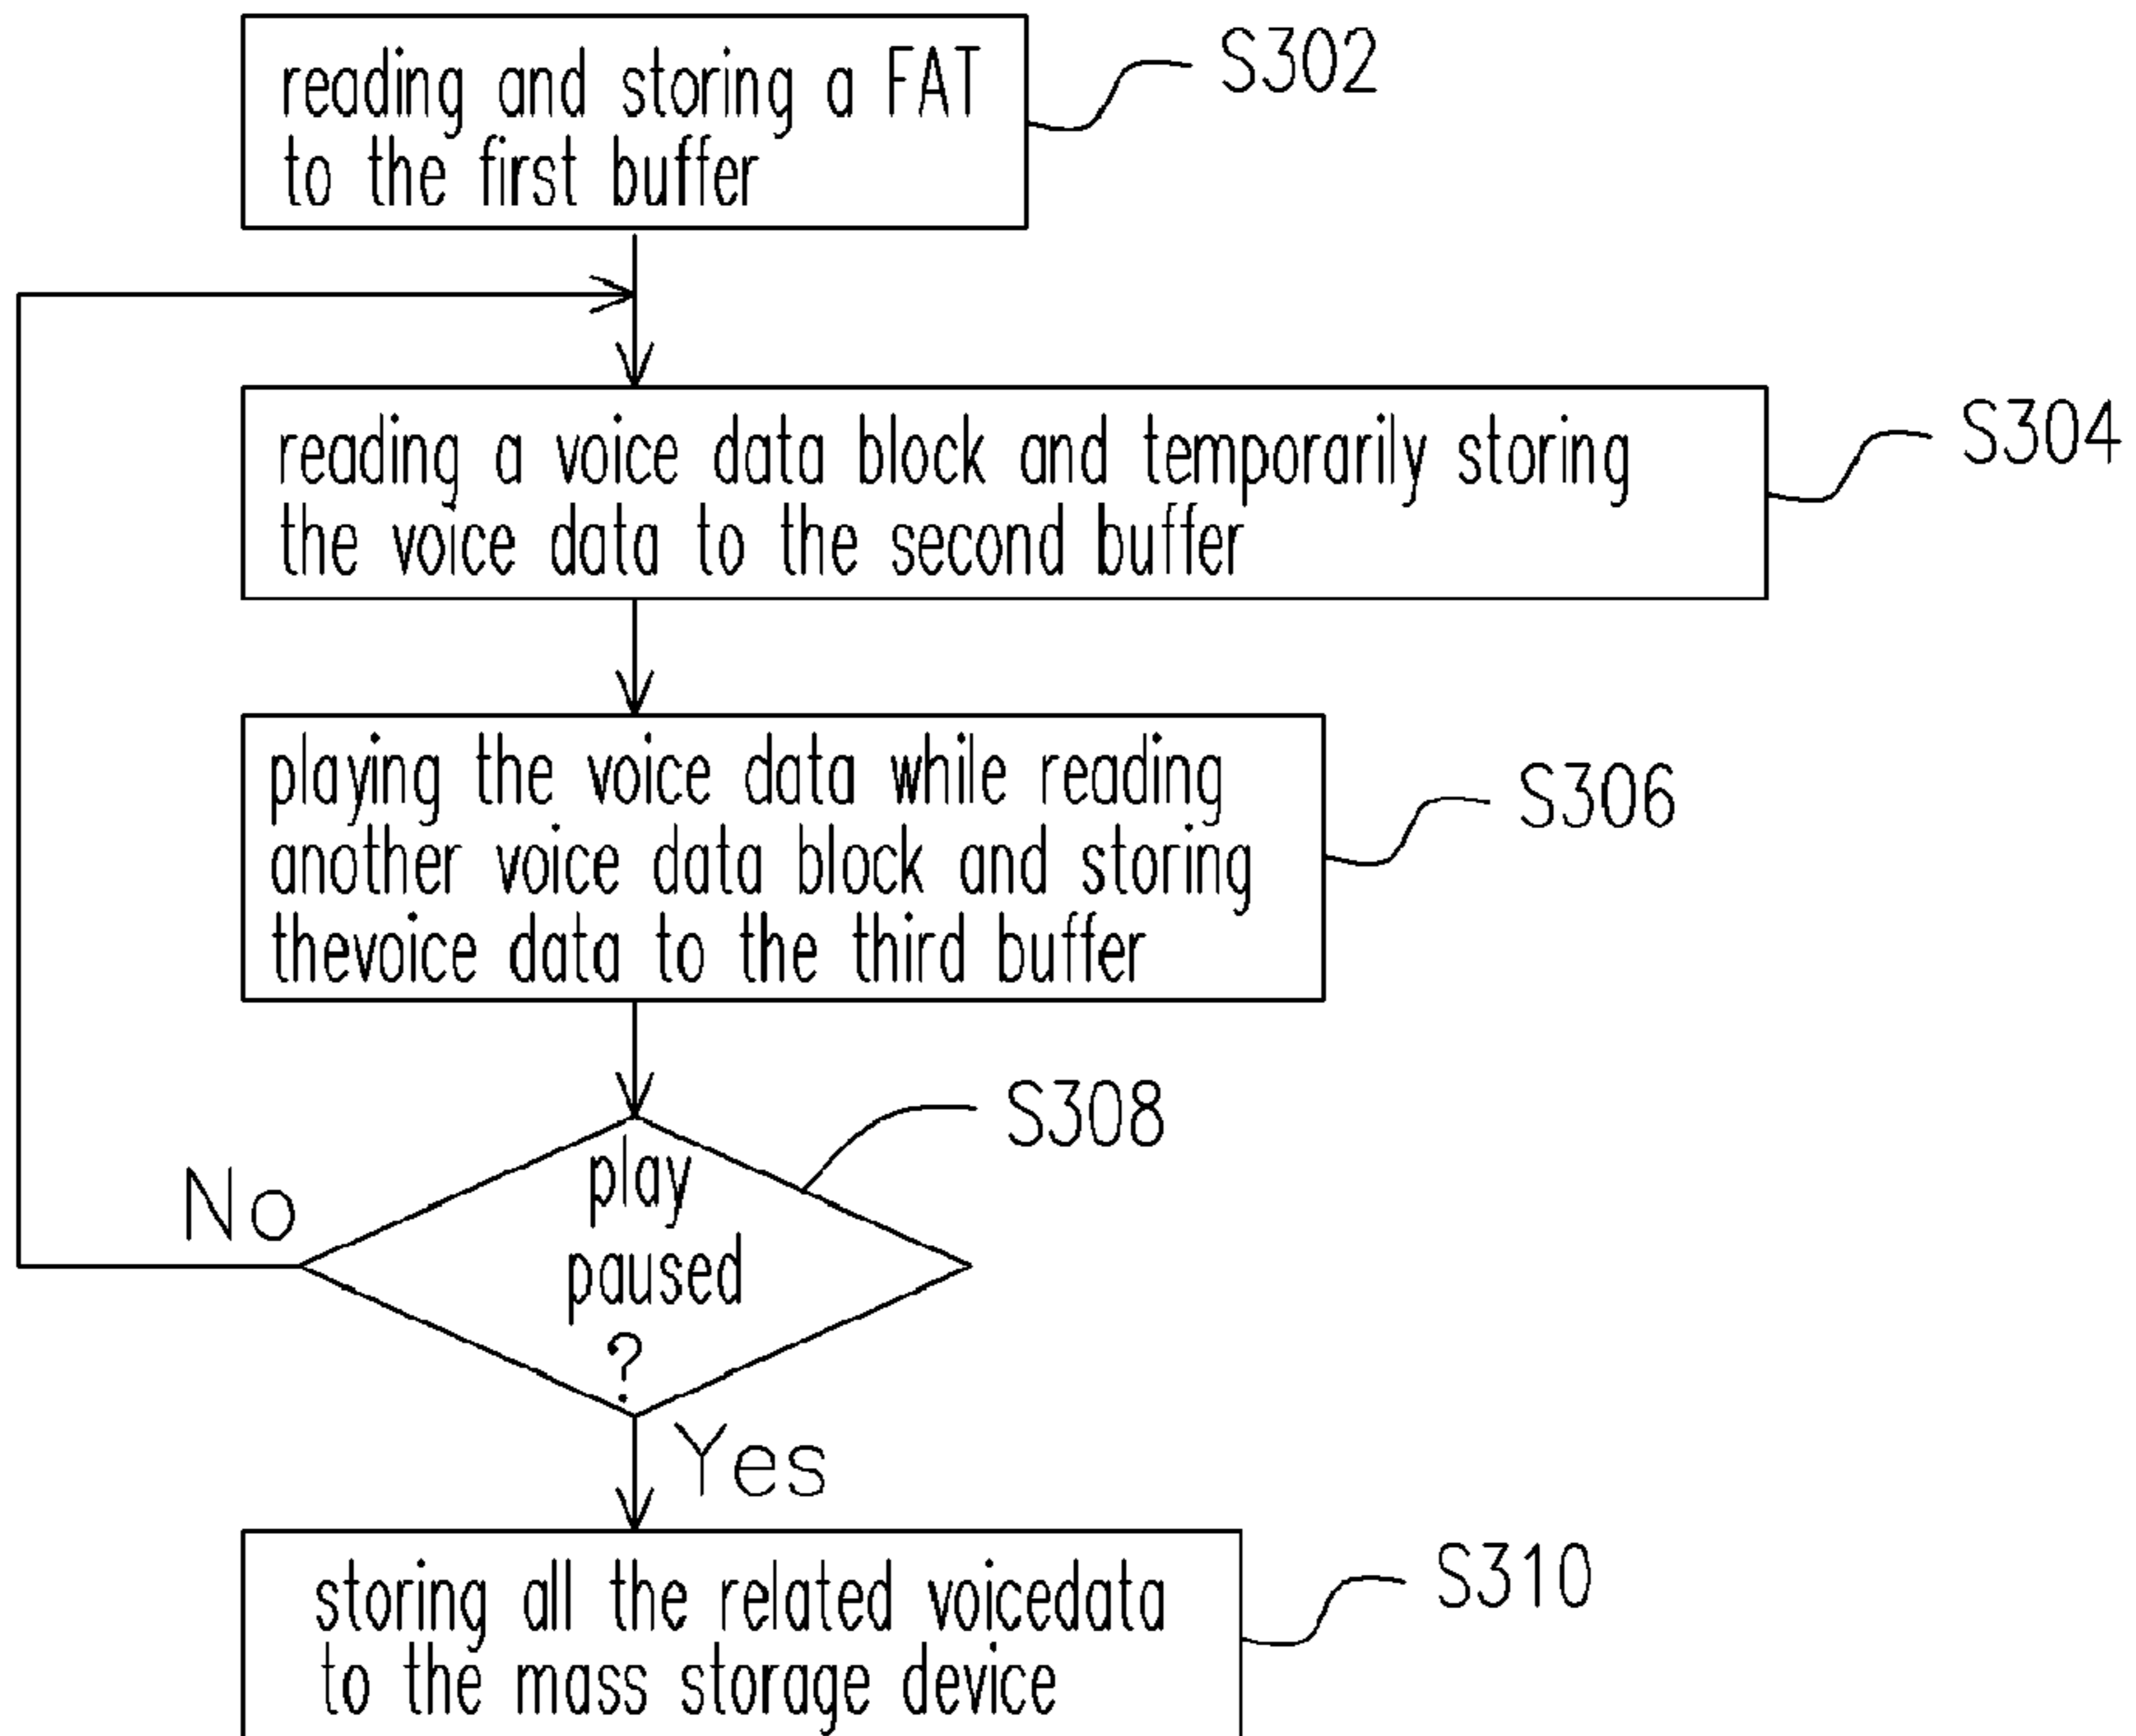 reading and storing a FAT
to the first buffer
S302
reading a voice data block and temporarily storing
the voice data to the second buffer
S304
playing the voice data while reading
another voice data block and storing
thevoice data to the third buffer
S306
play
paused
?
S308
No
Yes
storing all the related voicedata
to the mass storage device
S310